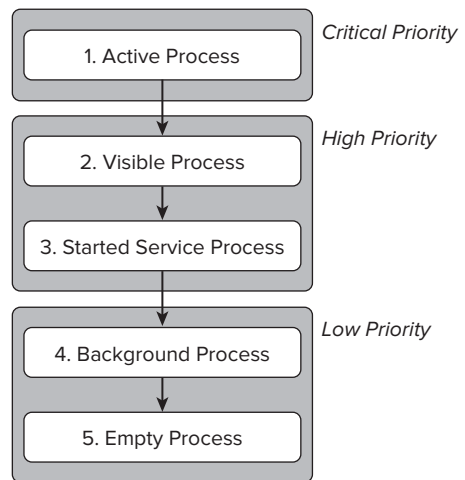 Critical Priority
1. Active Process
High Priority
2. Visible Process
3. Started Service Process
Low Priority
4. Background Process
5. Empty Process